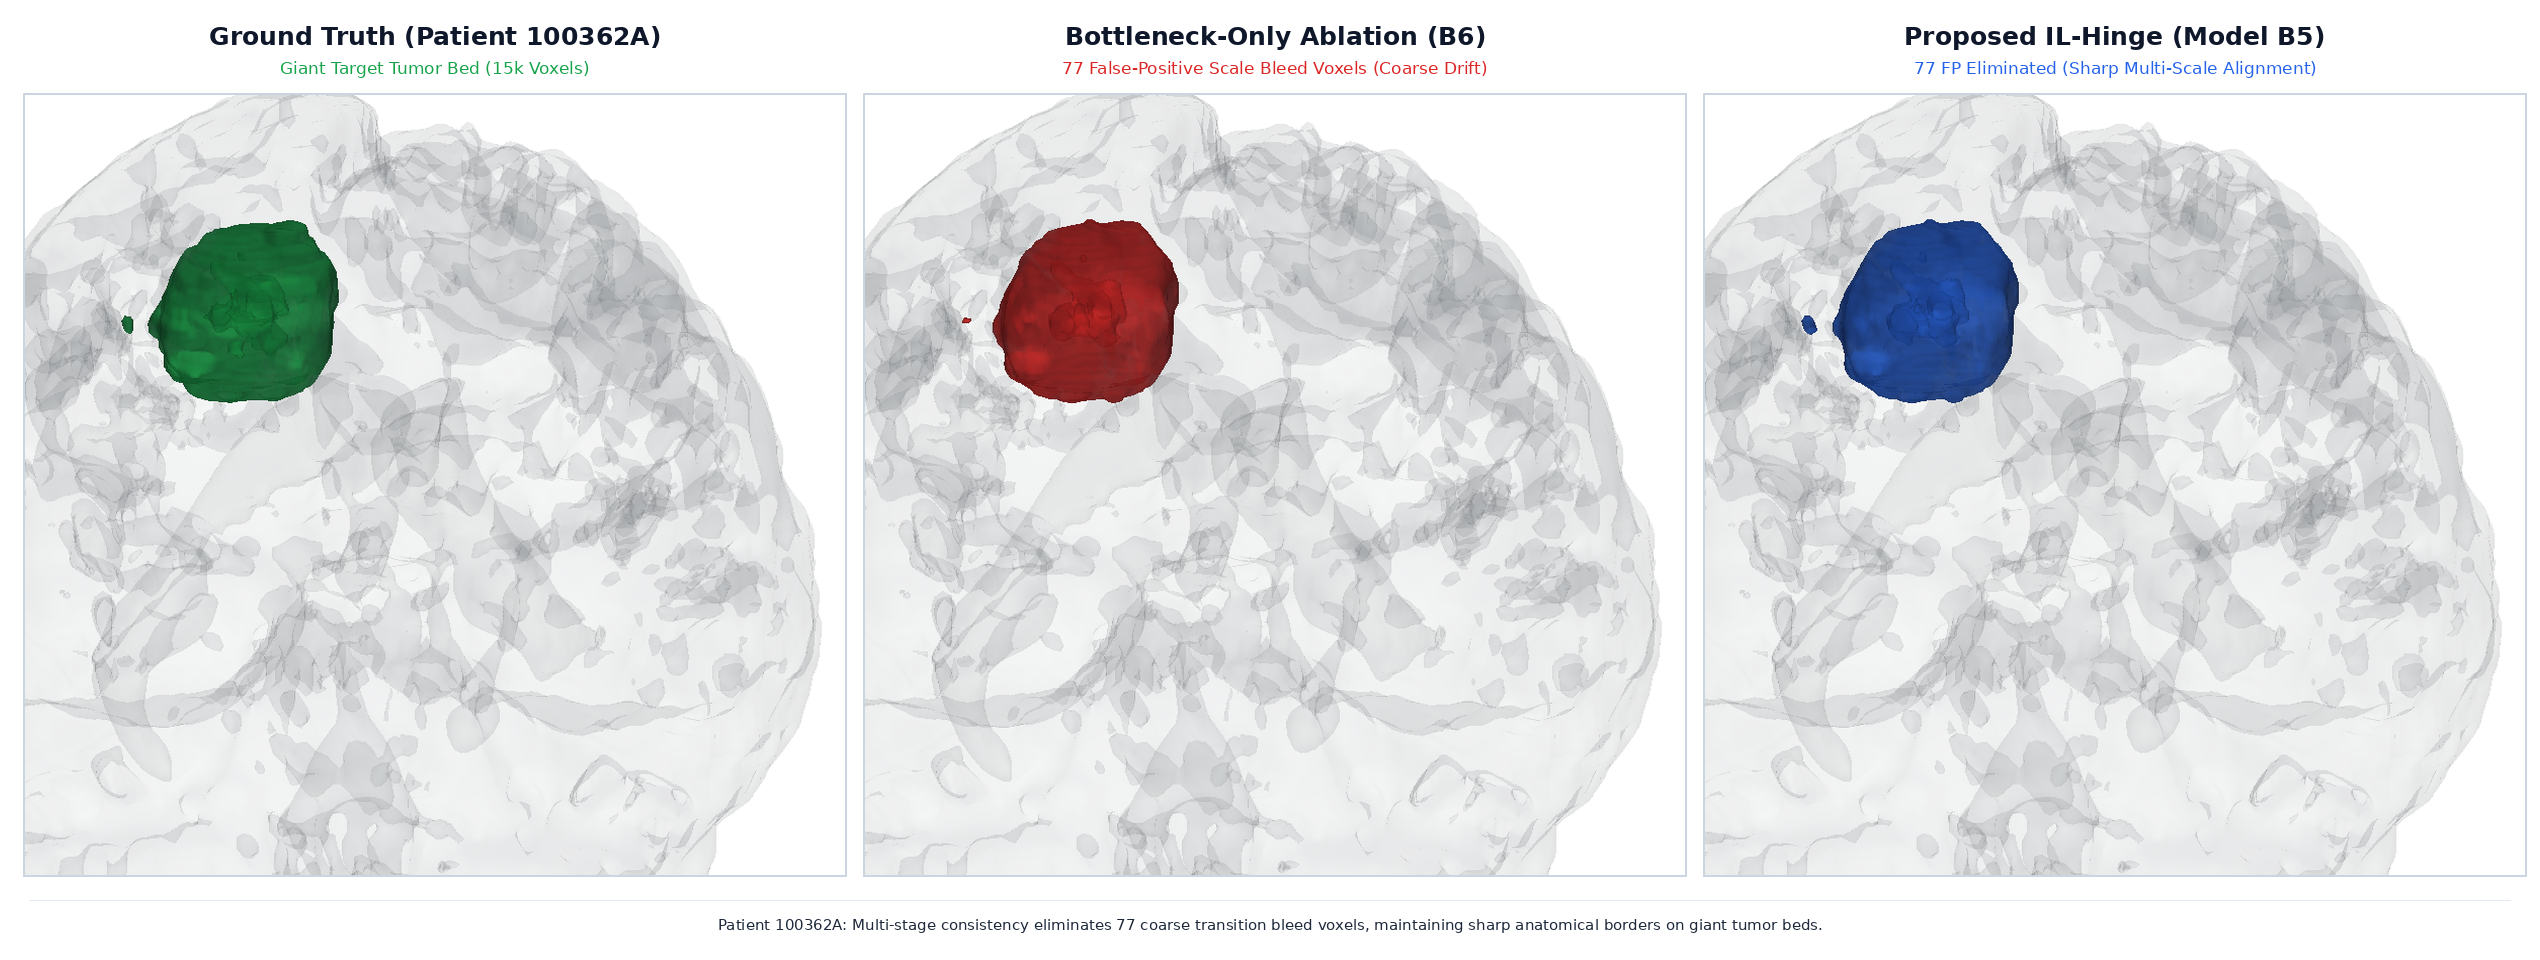 Ground Truth (Patient 100362A)
Giant Target Tumor Bed (15k Voxels)
Bottleneck-Only Ablation (B6)
77 False-Positive Scale Bleed Voxels (Coarse Drift)
Proposed IL-Hinge (Model B5)
77 FP Eliminated (Sharp Multi-Scale Alignment)
Patient 100362A: Multi-stage consistency eliminates 77 coarse transition bleed voxels, maintaining sharp anatomical borders on giant tumor beds.